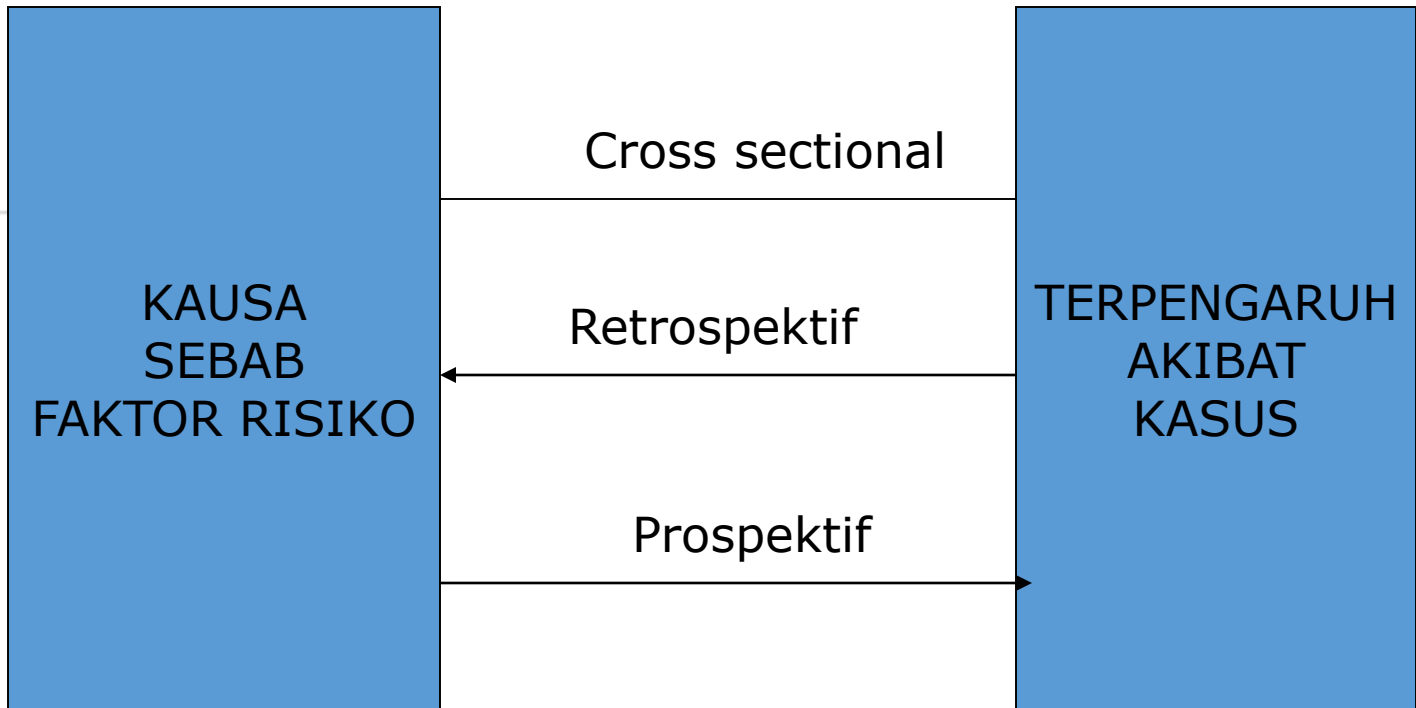 KAUSA
SEBAB
FAKTOR RISIKO
Cross sectional
Retrospektif
Prospektif
TERPENGARUH
AKIBAT
KASUS